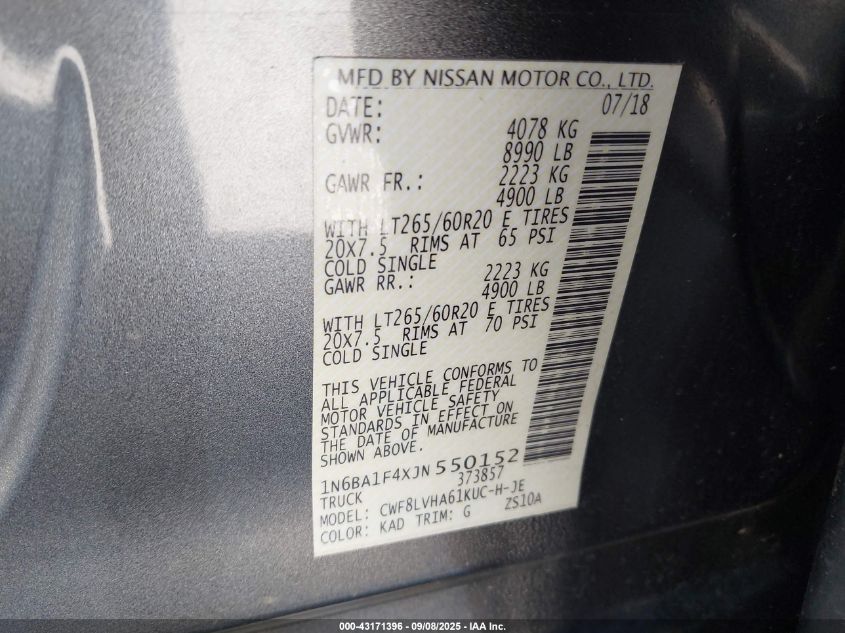 MFD BY NISSAN MOTOR CO., LTD.
DATE: 07/18
GVWR: 4078 KG
8990 LB
GAWR FR.: 2223 KG
4900 LB
WITH LT265/60R20 E TIRES
20X7.5 RIMS AT 65 PSI
COLD SINGLE
GAWR RR.: 2223 KG
4900 LB
WITH LT265/60R20 E TIRES
20X7.5 RIMS AT 70 PSI
COLD SINGLE
THIS VEHICLE CONFORMS TO
ALL APPLICABLE FEDERAL
MOTOR VEHICLE SAFETY
STANDARDS IN EFFECT ON
THE DATE OF MANUFACTURE
SHOWN ABOVE.
1N6BA1F4XJN550152
TRUCK 373857
MODEL: CWF8LVHA61KUC-H-JE
COLOR: KAD TRIM: G ZS10A
000-43171396 - 09/08/2025 - IAA Inc.